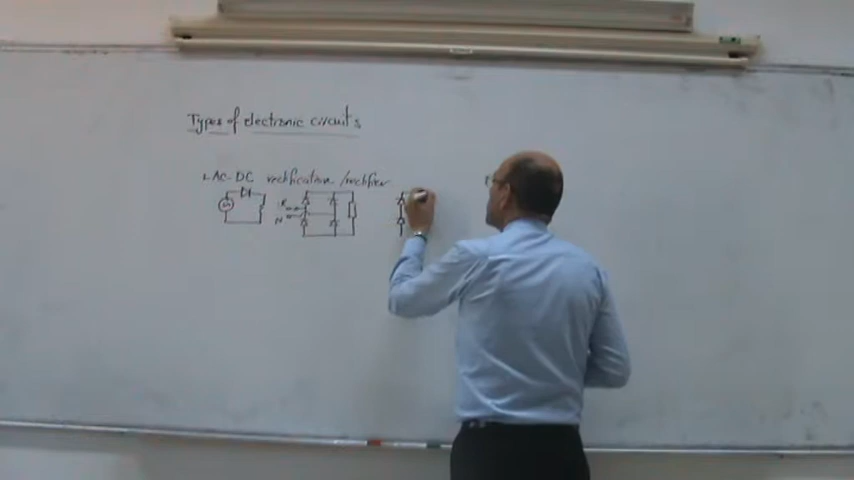 Types of electronic circuits
1-AC-DC rectification/rectifier
R
N